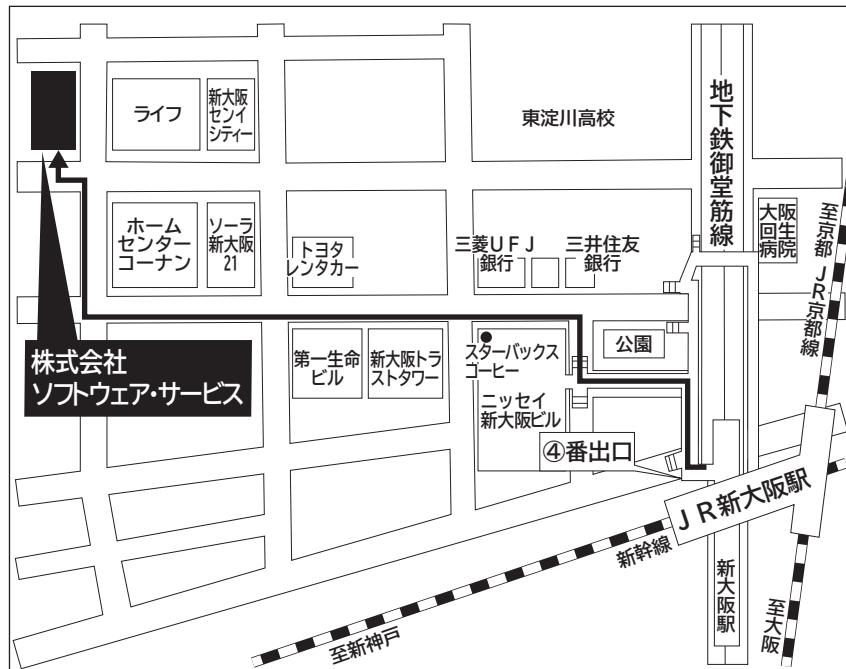 ライフ
新大阪
センイ
シティー
東淀川高校
地下鉄御堂筋線
ホーム
センター
コーナン
ソーラ
新大阪
21
トヨタ
レンタカー
三菱UFJ
銀行
三井住友
銀行
大阪
回生
病院
至京都
JR京都線
株式会社
ソフトウェア・サービス
第一生命
ビル
新大阪トラ
ストタワー
スターバックス
コーヒー
公園
ニッセイ
新大阪ビル
④番出口
JR新大阪駅
新幹線
至新神戸
新大阪駅
至大阪